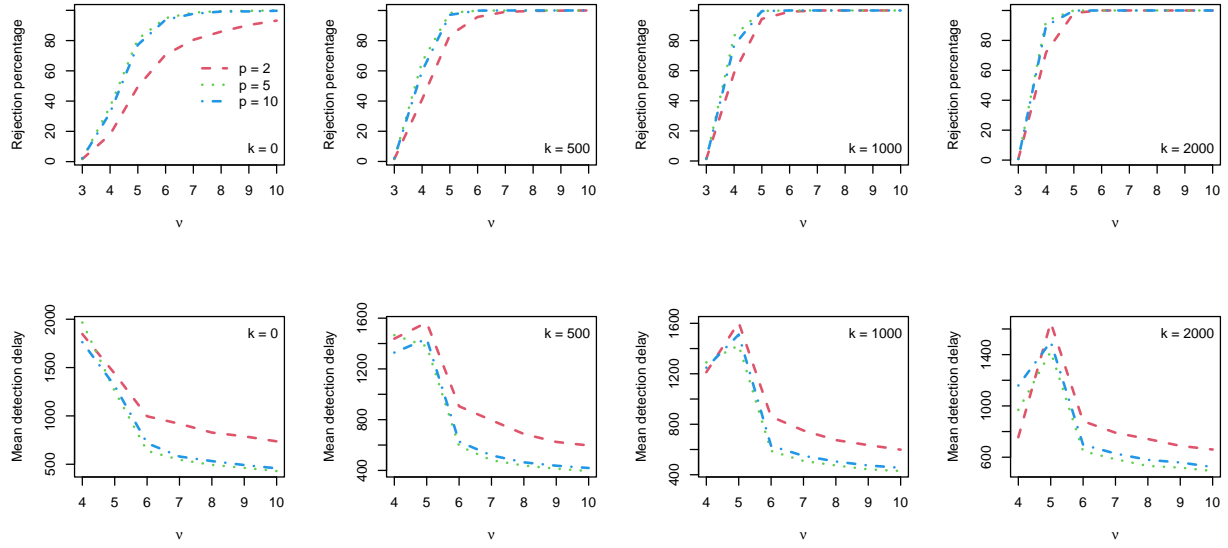 Rejection percentage
0 20 40 60 80
3 4 5 6 7 8 9 10
ν
p = 2
p = 5
p = 10
k = 0
Rejection percentage
0 20 40 60 80
3 4 5 6 7 8 9 10
ν
k = 500
Rejection percentage
0 20 40 60 80
3 4 5 6 7 8 9 10
ν
k = 1000
Rejection percentage
0 20 40 60 80
3 4 5 6 7 8 9 10
ν
k = 2000
Mean detection delay
500 1000 1500 2000
4 5 6 7 8 9 10
ν
k = 0
Mean detection delay
400 800 1200 1600
4 5 6 7 8 9 10
ν
k = 500
Mean detection delay
400 800 1200 1600
4 5 6 7 8 9 10
ν
k = 1000
Mean detection delay
600 1000 1400
4 5 6 7 8 9 10
ν
k = 2000